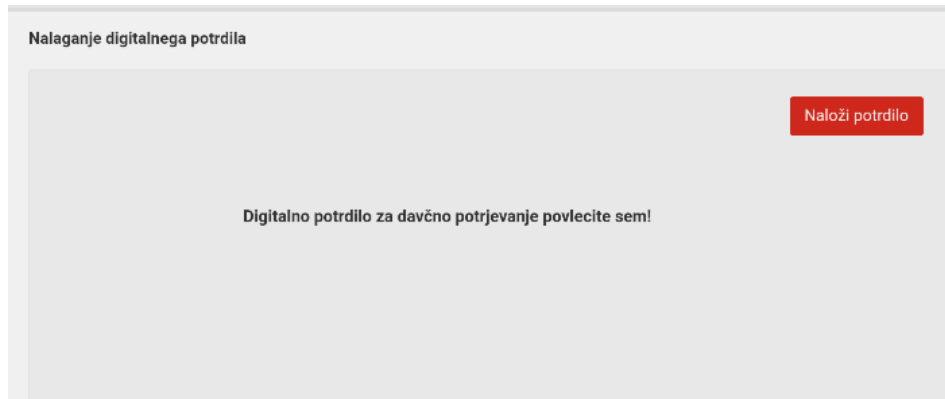 Nalaganje digitalnega potrdila
Naloži potrdilo
Digitalno potrdilo za davčno potrjevanje povlecite sem!